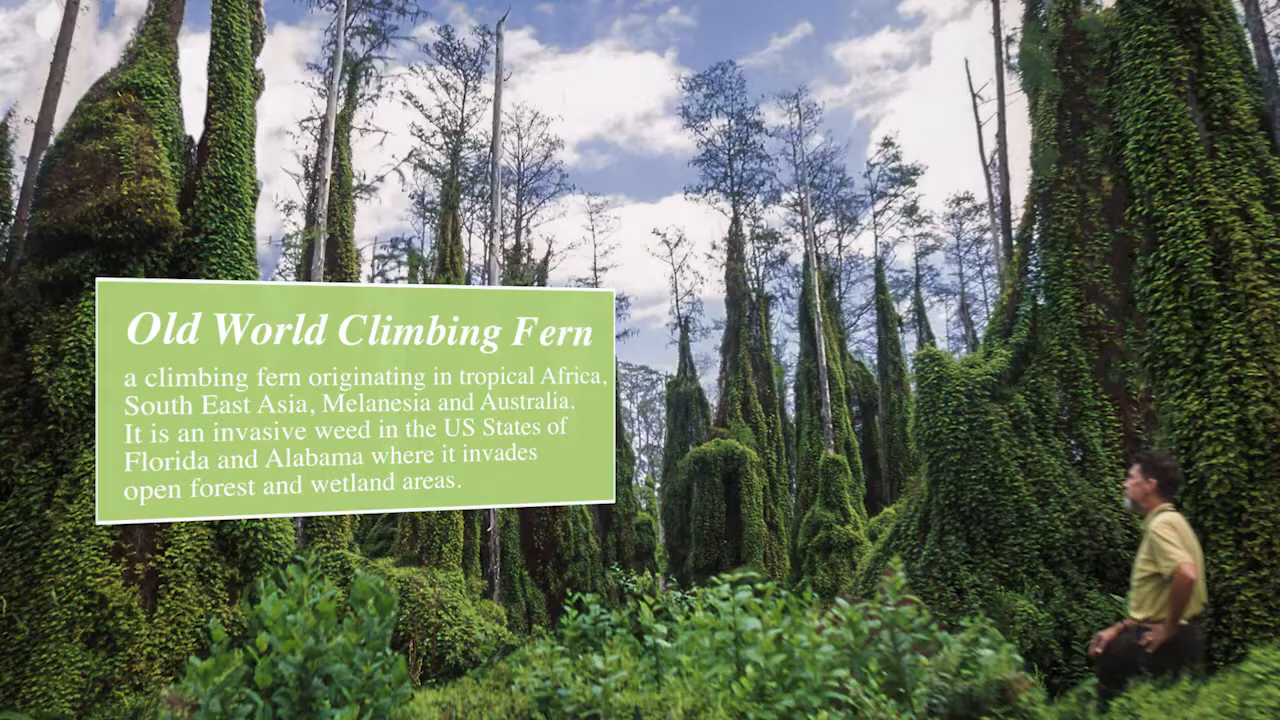 Old World Climbing Fern
a climbing fern originating in tropical Africa,
South East Asia, Melanesia and Australia.
It is an invasive weed in the US States of
Florida and Alabama where it invades
open forest and wetland areas.